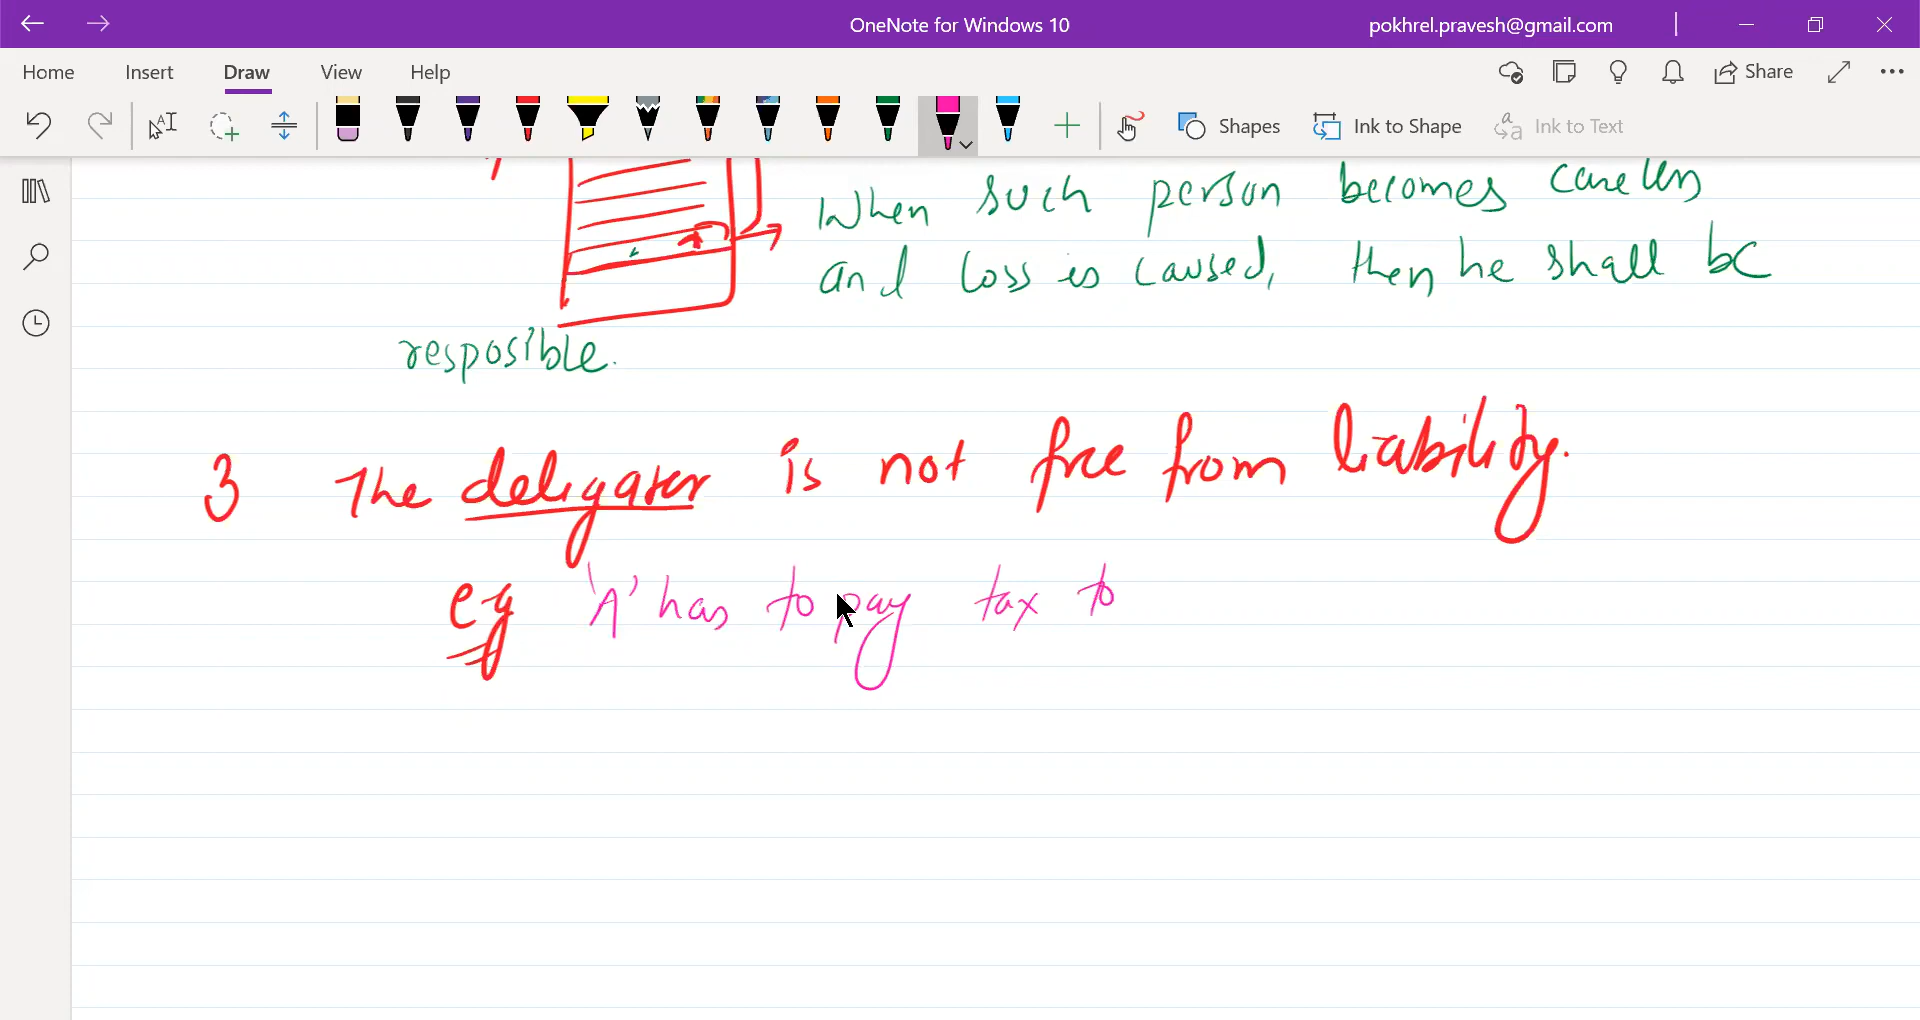 OneNote for Windows 10
pokhrel.pravesh@gmail.com
Home Insert Draw View Help
Share
Shapes Ink to Shape Ink to Text
When such person becomes careless
and loss is caused, then he shall be
resposible.
3 The deligator is not free from liability.
eg 'A' has to pay tax to